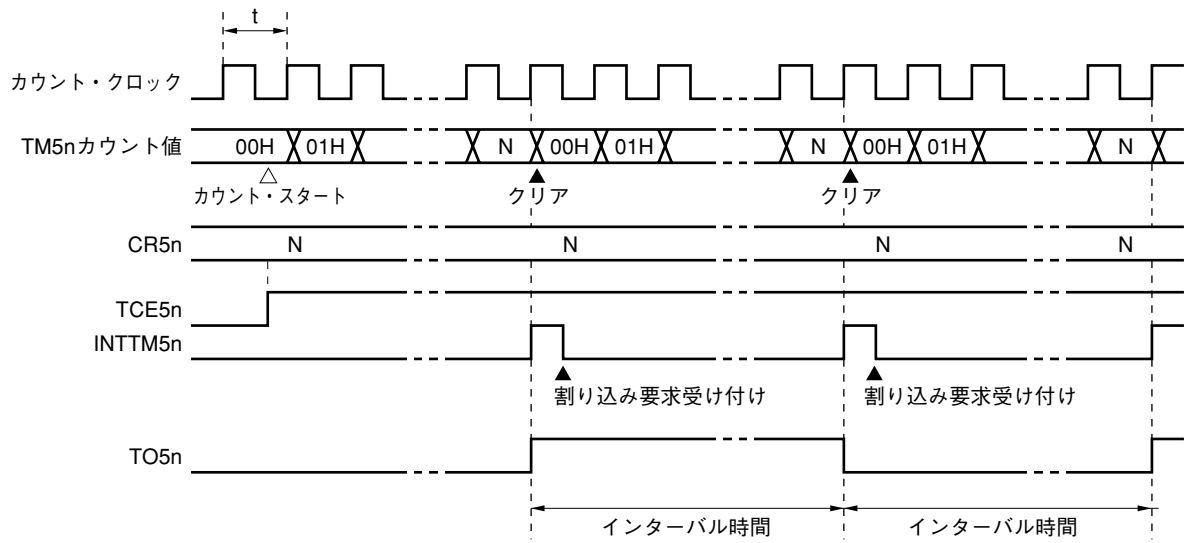 t
カウント・クロック
TM5nカウント値 00H 01H N 00H 01H N 00H 01H N
カウント・スタート クリア クリア
CR5n N N N N
TCE5n
INTTM5n
割り込み要求受け付け 割り込み要求受け付け
TO5n
インターバル時間 インターバル時間